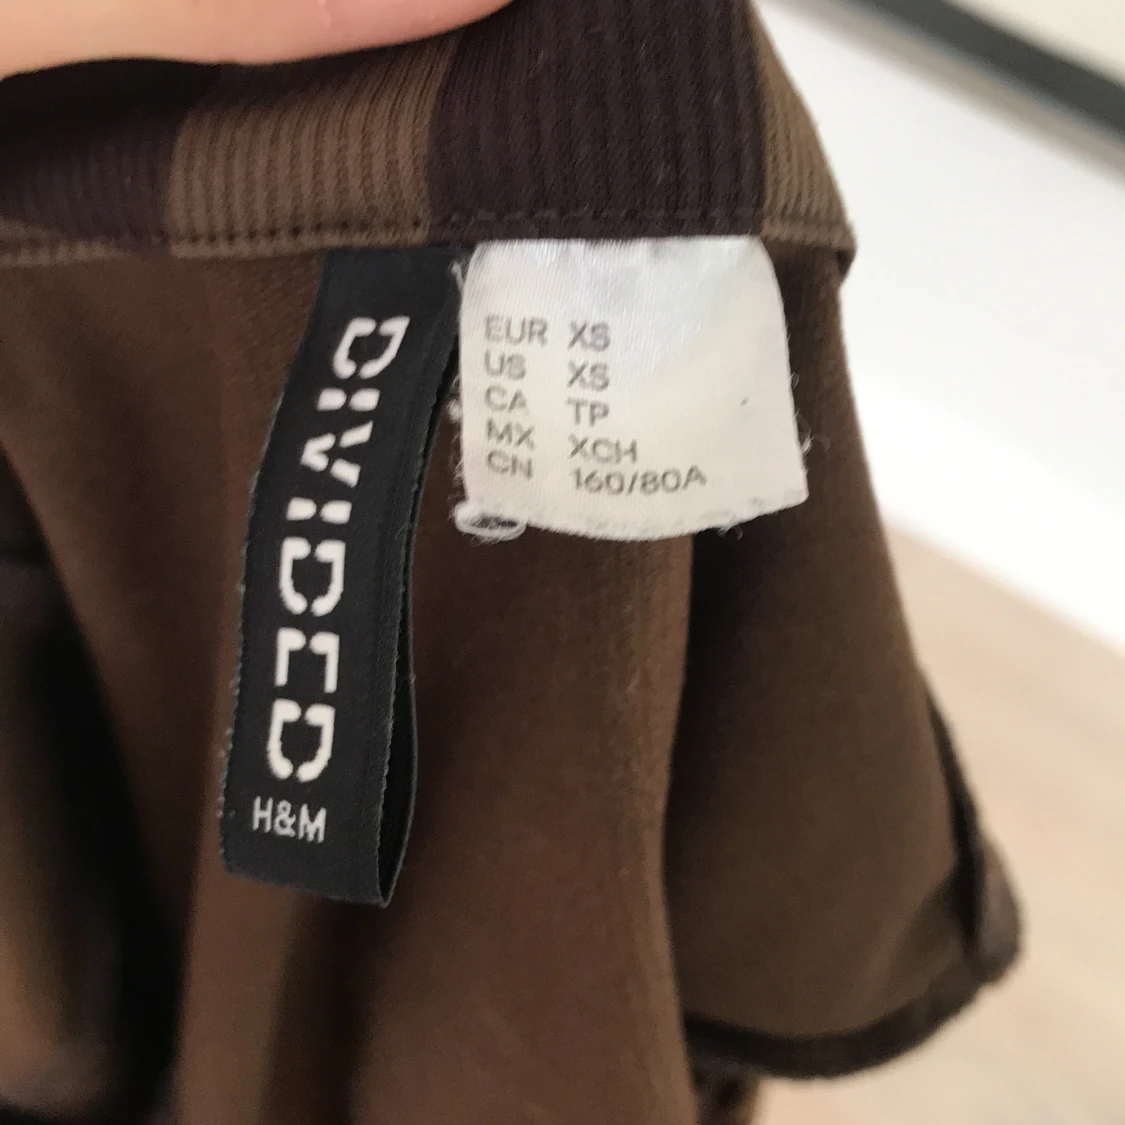 DIVIDED
H&M
EUR XS
US XS
CA TP
MX XCH
CN 160/80A